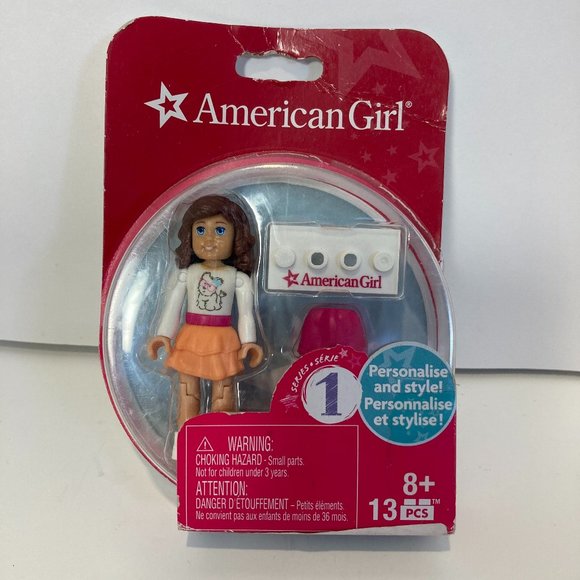 American Girl®
American Girl
SERIES • SÉRIE
1
Personalise
and style!
Personnalise
et stylise !
WARNING:
CHOKING HAZARD - Small parts.
Not for children under 3 years.
ATTENTION:
DANGER D'ÉTOUFFEMENT - Petits éléments.
Ne convient pas aux enfants de moins de 36 mois.
8+
13 PCS™